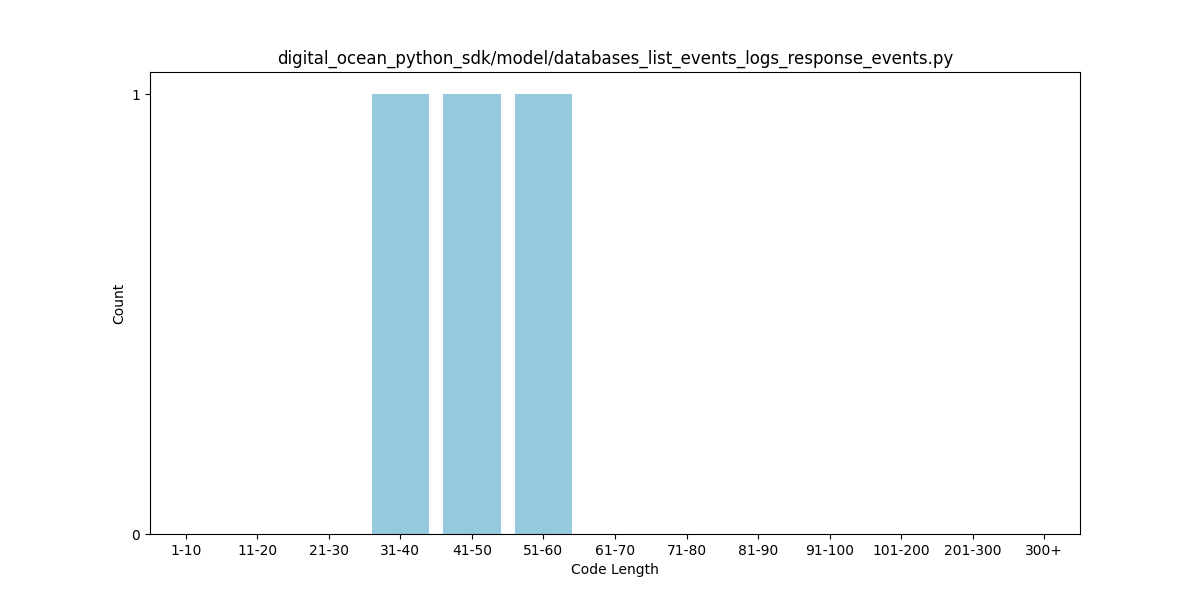 digital_ocean_python_sdk/model/databases_list_events_logs_response_events.py
1
Count
0
1-10 11-20 21-30 31-40 41-50 51-60 61-70 71-80 81-90 91-100 101-200 201-300 300+
Code Length